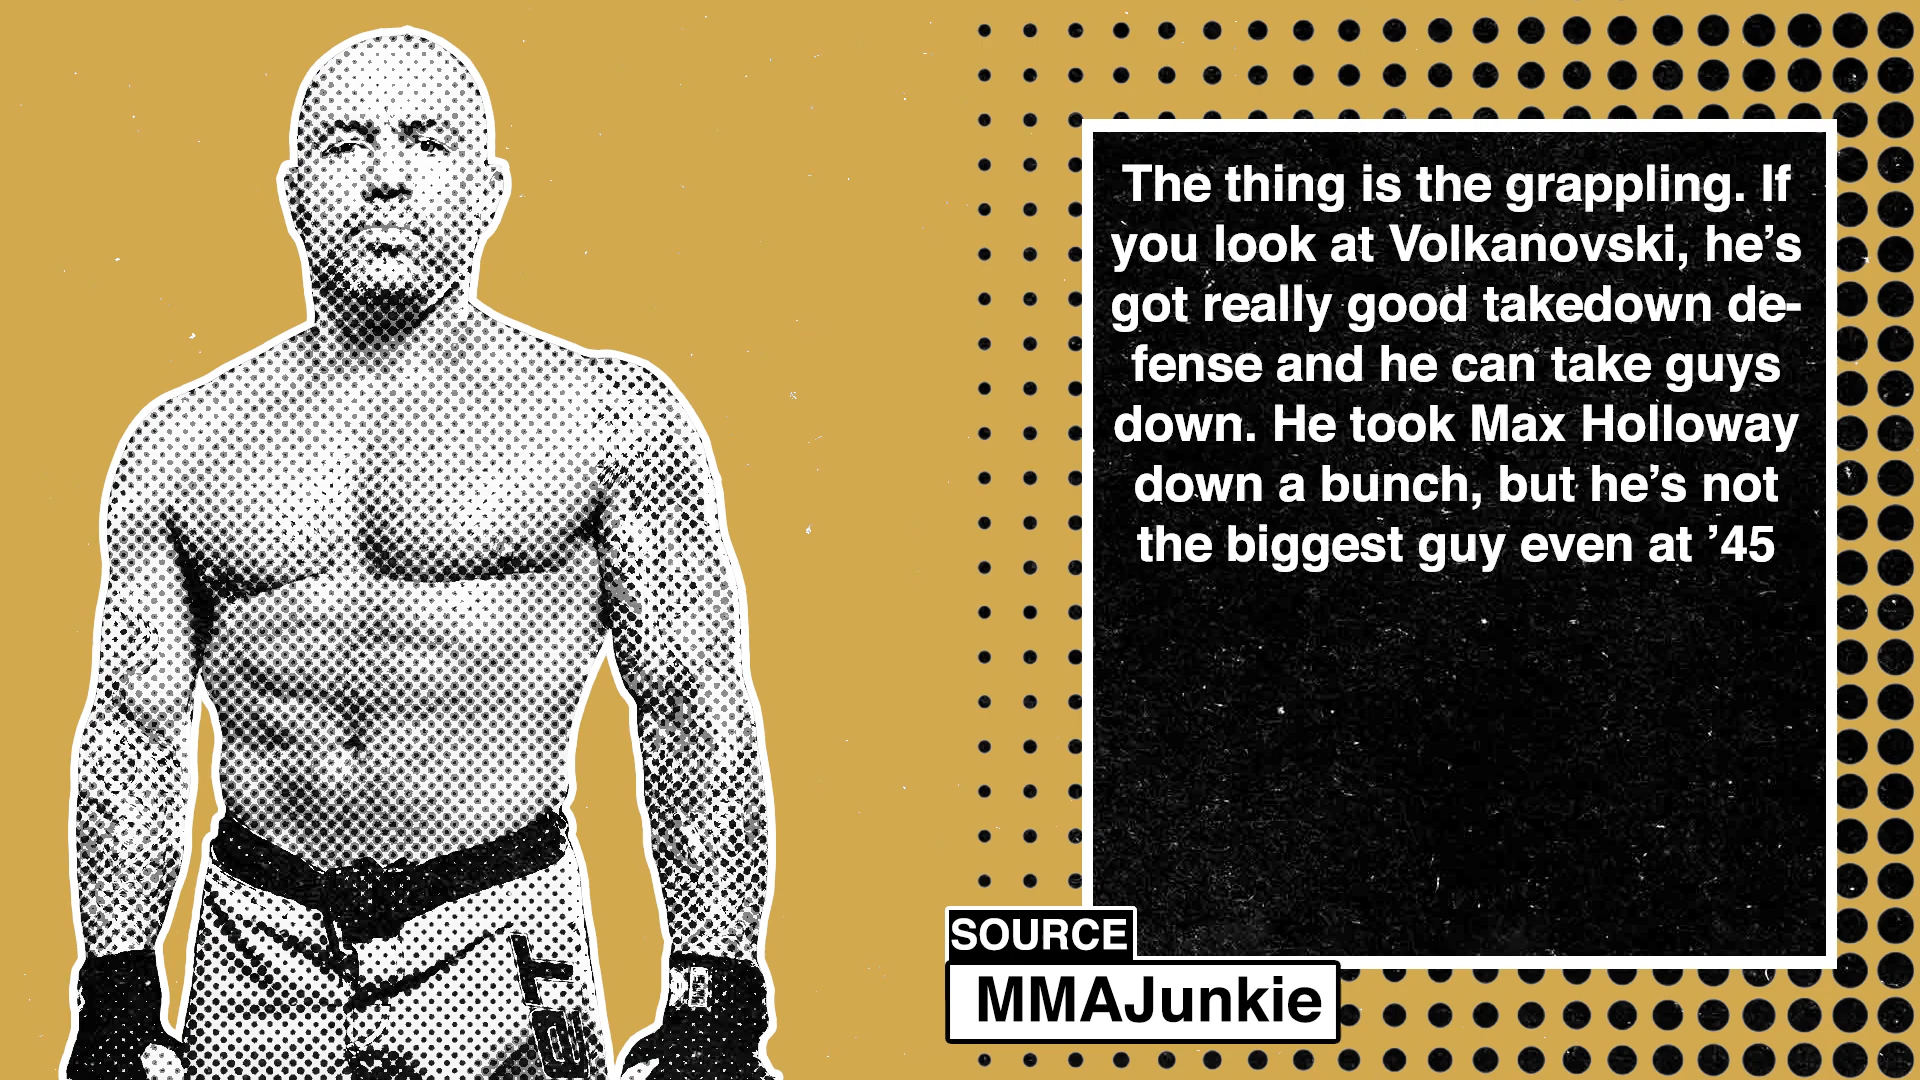 The thing is the grappling. If
you look at Volkanovski, he’s
got really good takedown de-
fense and he can take guys
down. He took Max Holloway
down a bunch, but he’s not
the biggest guy even at ’45
SOURCE
MMAJunkie